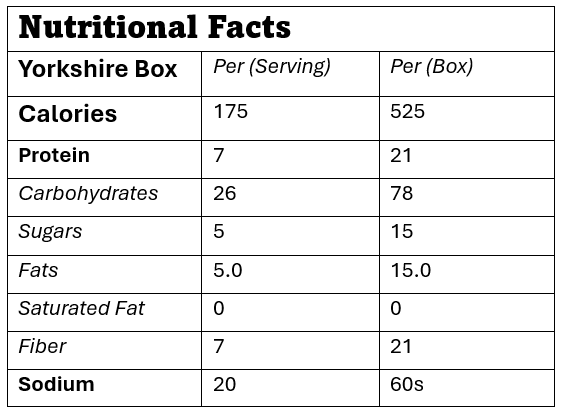 Nutritional Facts
Yorkshire Box Per (Serving) Per (Box)
Calories 175 525
Protein 7 21
Carbohydrates 26 78
Sugars 5 15
Fats 5.0 15.0
Saturated Fat 0 0
Fiber 7 21
Sodium 20 60s